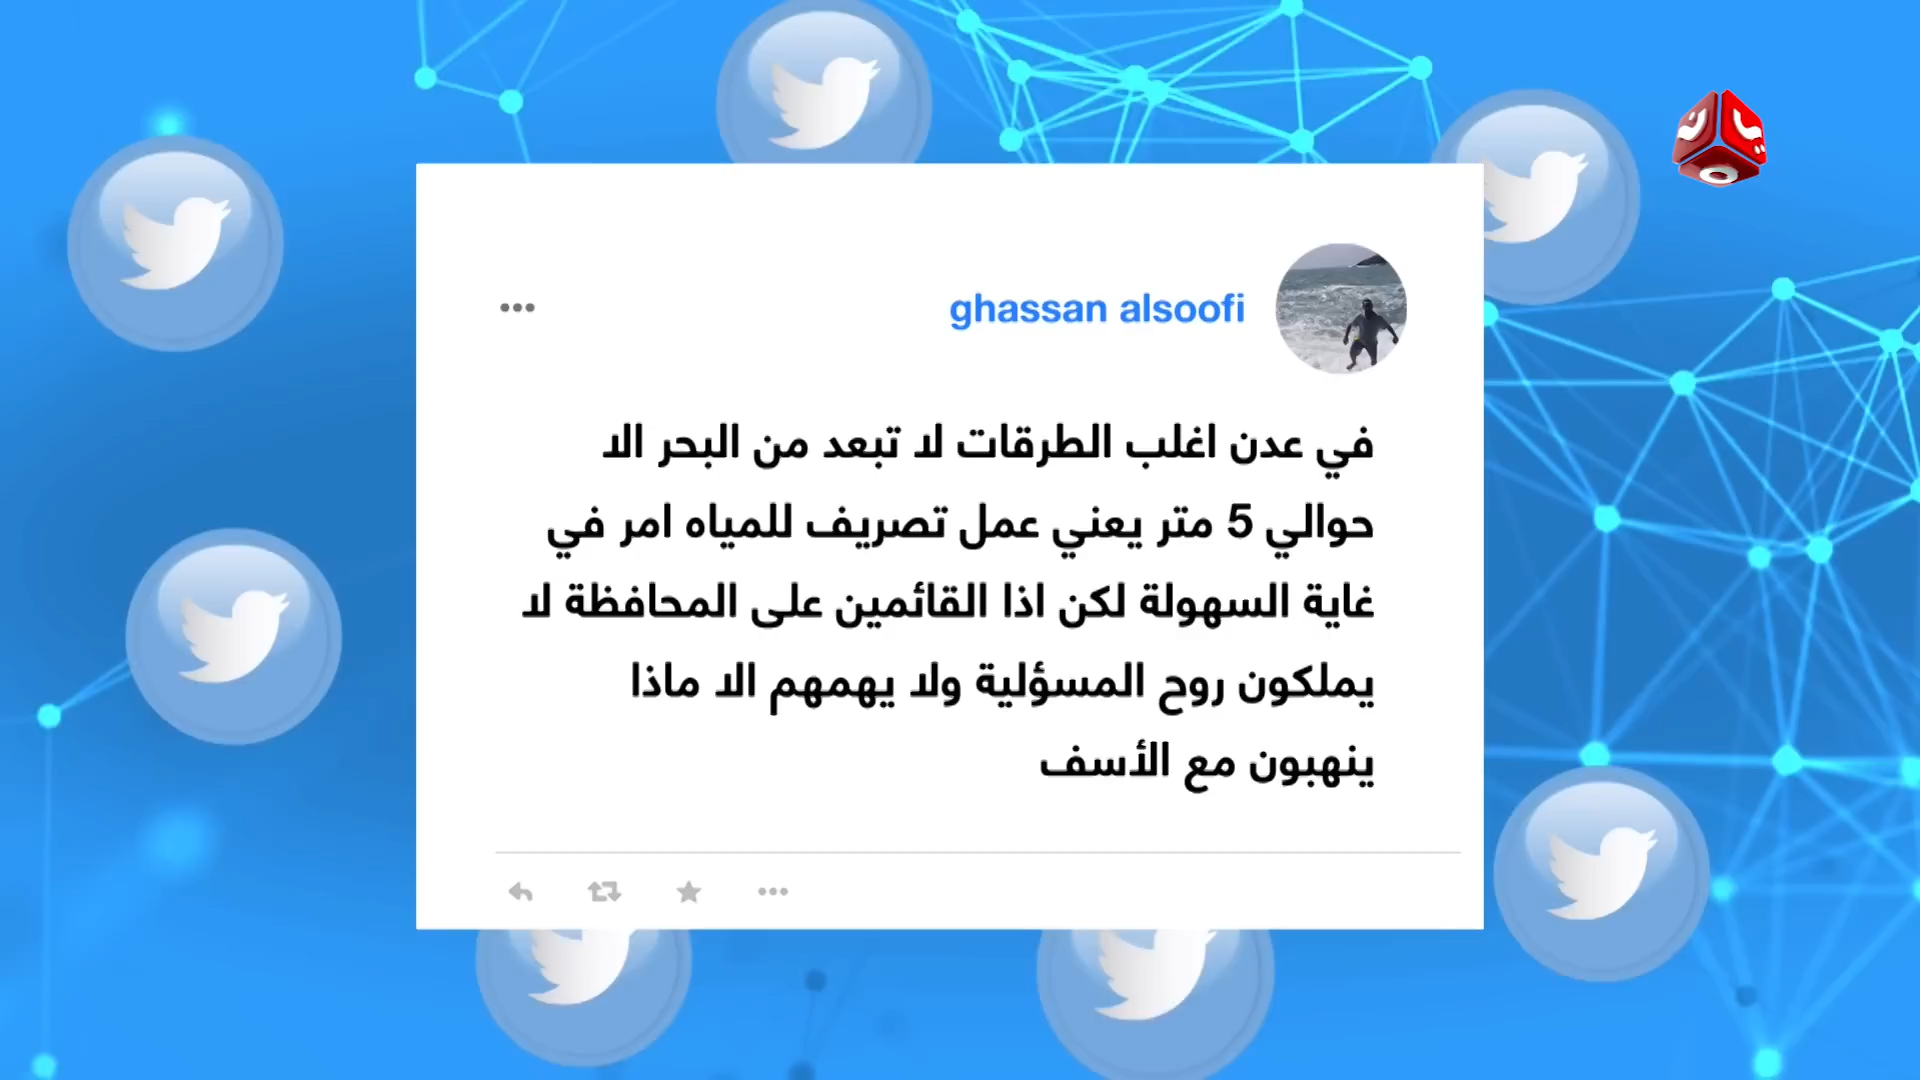 ghassan alsoofi
في عدن اغلب الطرقات لا تبعد من البحر الا
حوالي 5 متر يعني عمل تصريف للمياه امر في
غاية السهولة لكن اذا القائمين على المحافظة لا
يملكون روح المسؤلية ولا يهمهم الا ماذا
ينهبون مع الأسف